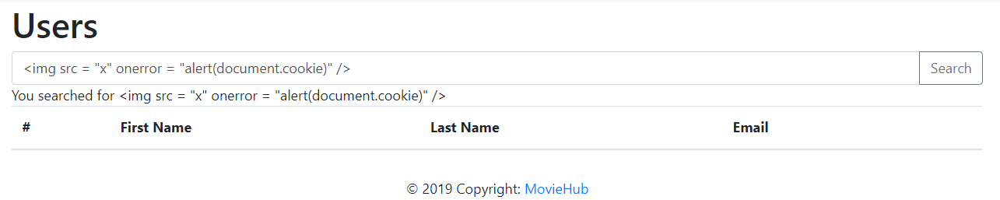 Users
<img src = "x" onerror = "alert(document.cookie)" />
Search
You searched for <img src = "x" onerror = "alert(document.cookie)" />
# First Name Last Name Email
© 2019 Copyright: MovieHub